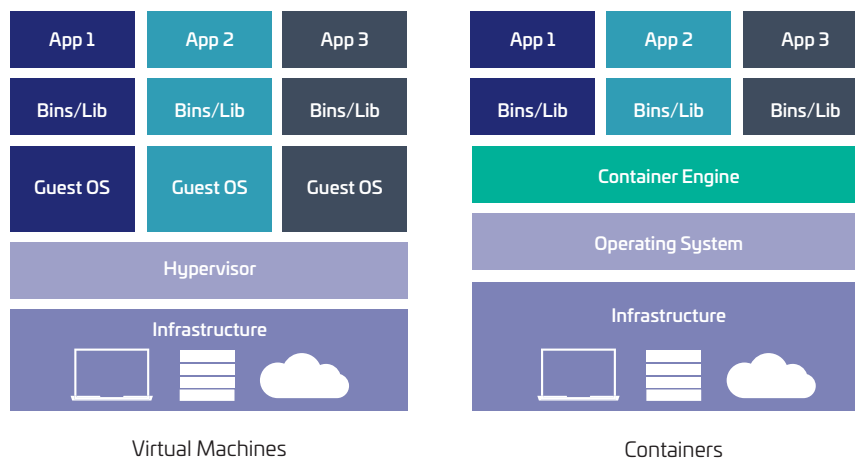 App 1 App 2 App 3
Bins/Lib Bins/Lib Bins/Lib
Guest OS Guest OS Guest OS
Hypervisor
Infrastructure
Virtual Machines
App 1 App 2 App 3
Bins/Lib Bins/Lib Bins/Lib
Container Engine
Operating System
Infrastructure
Containers